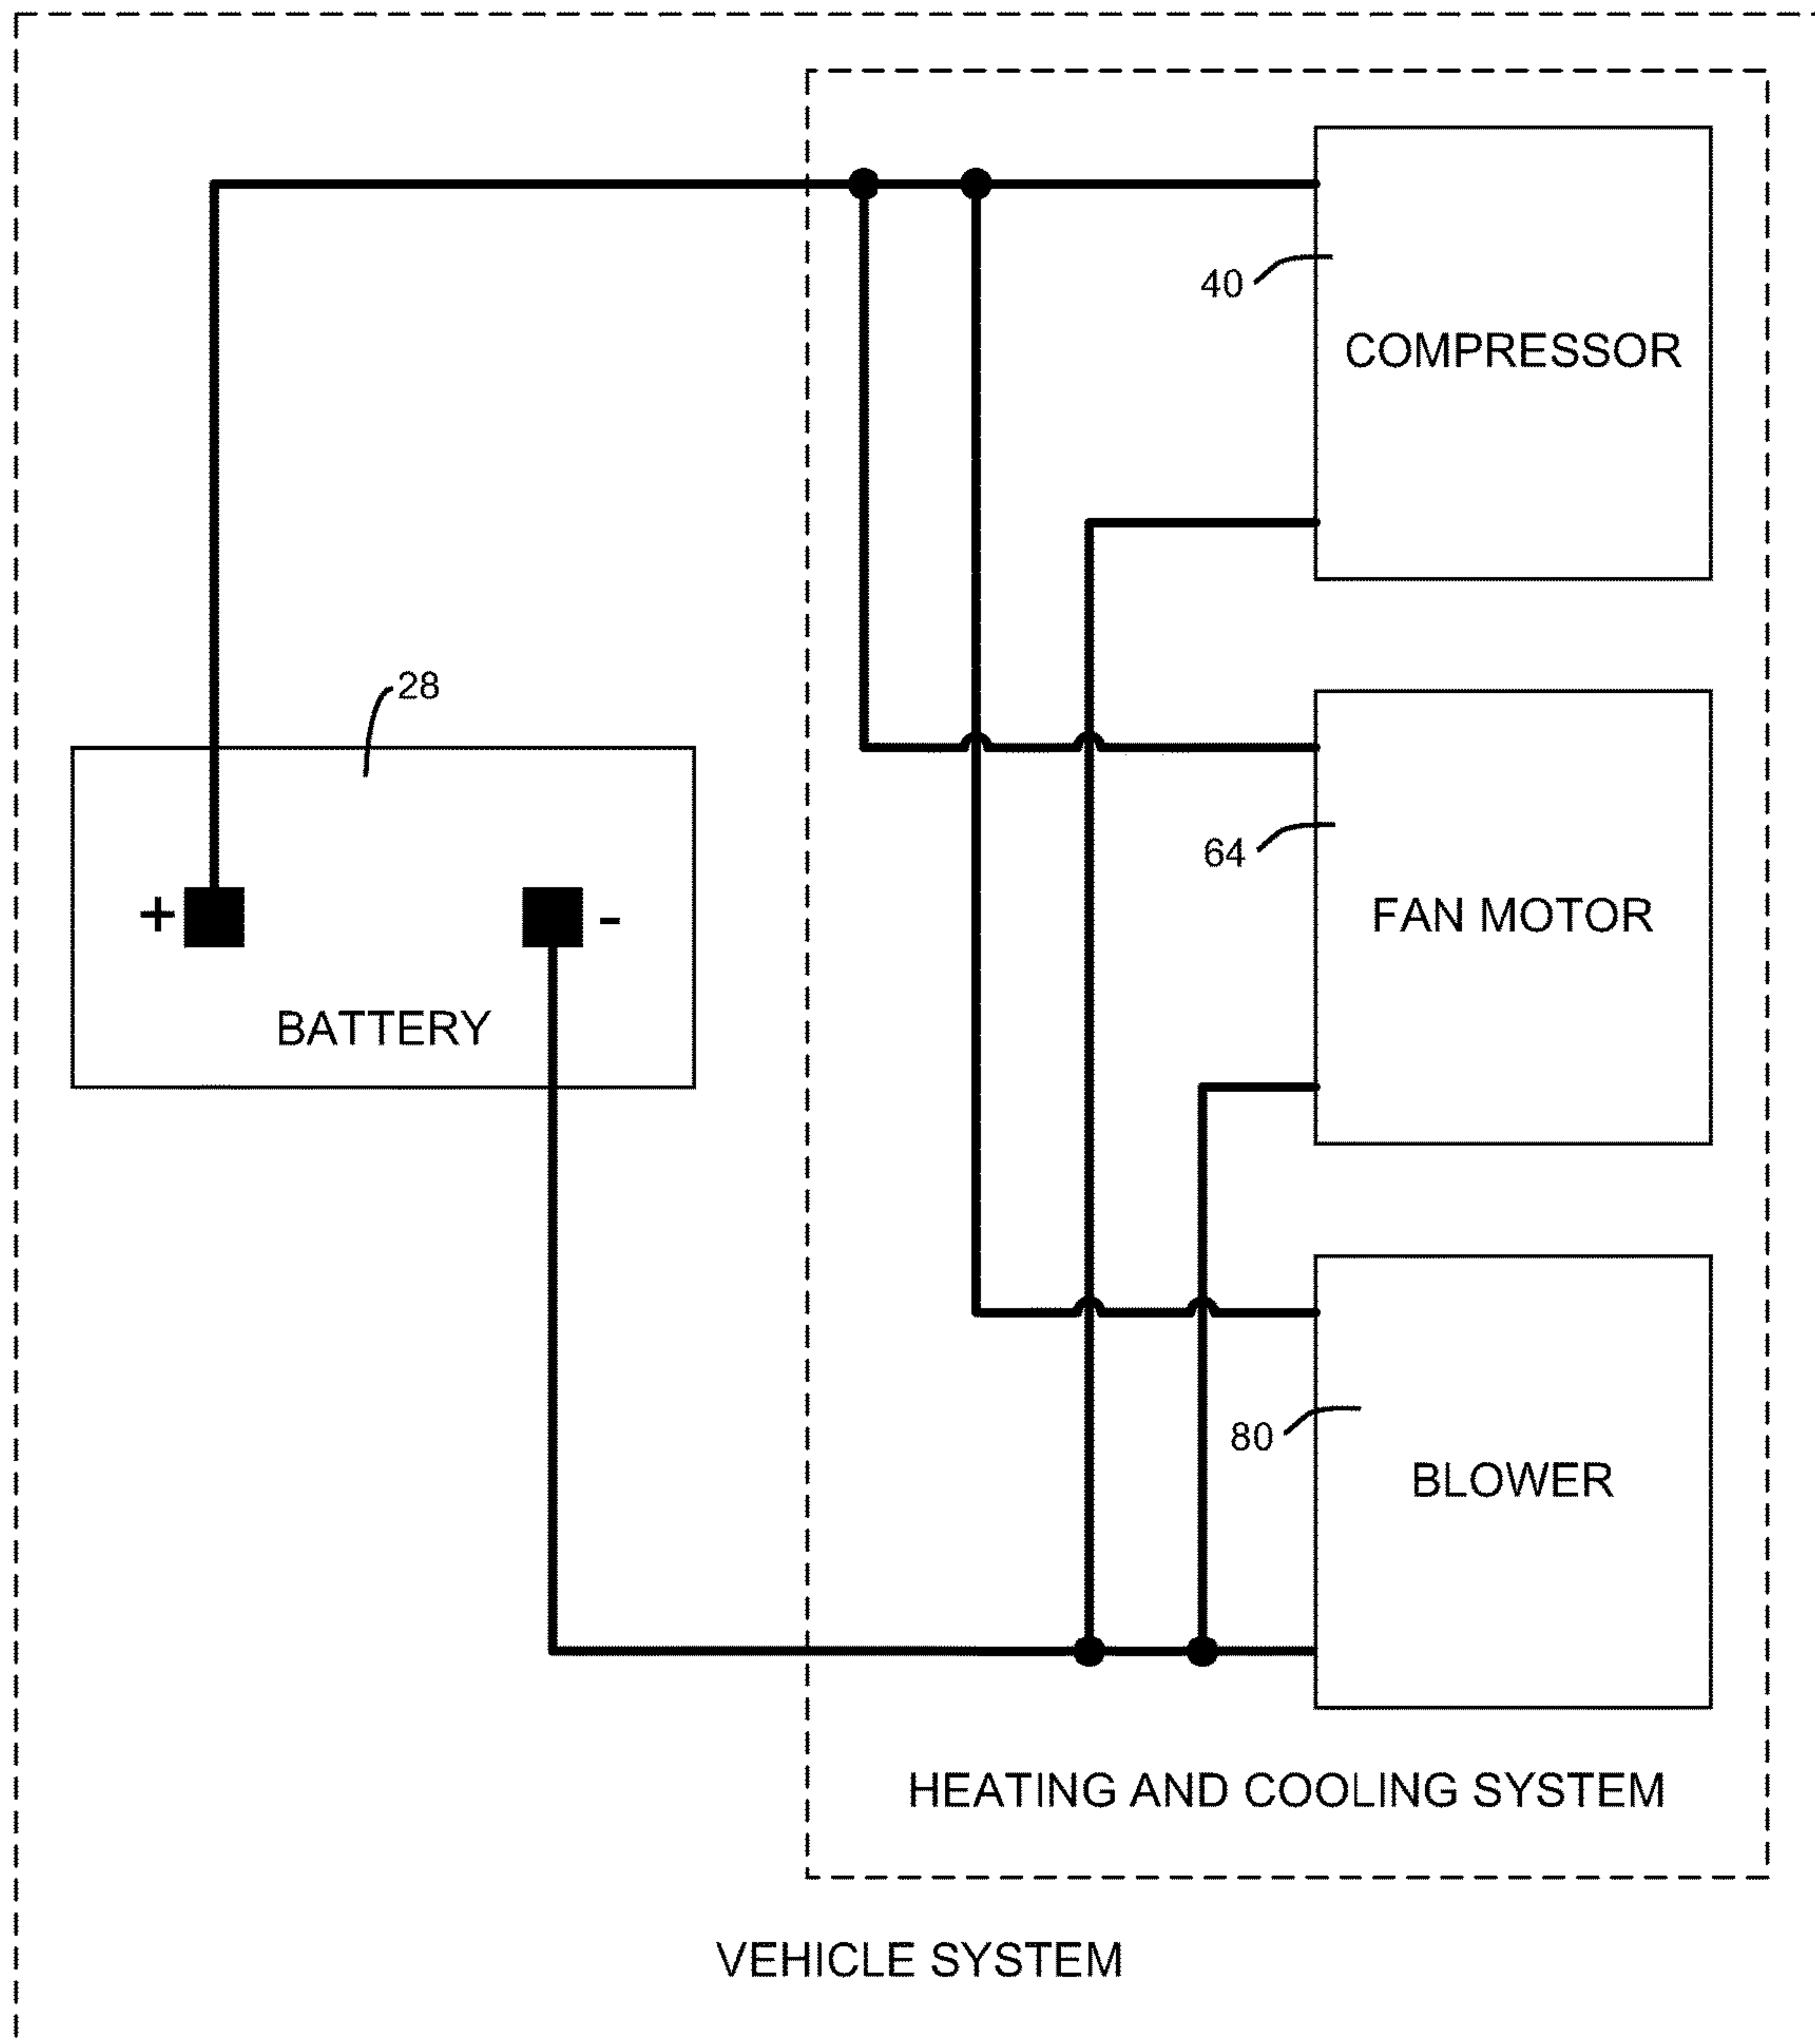 40
COMPRESSOR
28
64
FAN MOTOR
+ -
BATTERY
80
BLOWER
HEATING AND COOLING SYSTEM
VEHICLE SYSTEM